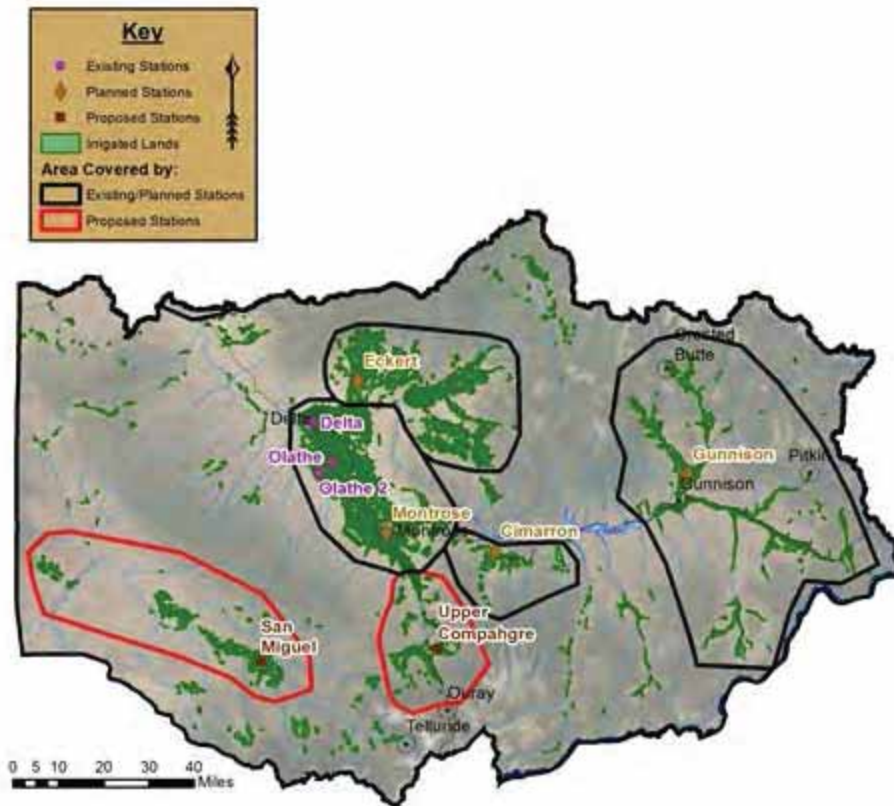 Key
Existing Stations
Planned Stations
Proposed Stations
Irrigated Lands
Area Covered by:
Existing/Planned Stations
Proposed Stations
Crested
Butte
Eckert
Delta
Olathe
Olathe 2
Gunnison
Pitkin
Gunnison
Montrose
Cimarron
San
Miguel
Upper
Compahgre
Ouray
Telluride
0 5 10 20 30 40
Miles